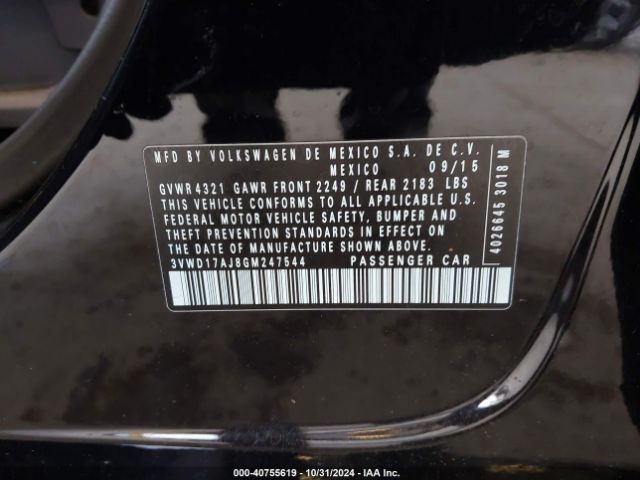 MFD BY VOLKSWAGEN DE MEXICO S.A. DE C.V.
MEXICO 09/15
GVWR 4321 GAWR FRONT 2249 / REAR 2183 LBS
THIS VEHICLE CONFORMS TO ALL APPLICABLE U.S.
FEDERAL MOTOR VEHICLE SAFETY, BUMPER AND
THEFT PREVENTION STANDARDS IN EFFECT ON
THE DATE OF MANUFACTURE SHOWN ABOVE.
3VWD17AJ8GM247544 PASSENGER CAR
4026645 3018 M
000-40755619 - 10/31/2024 - IAA Inc.